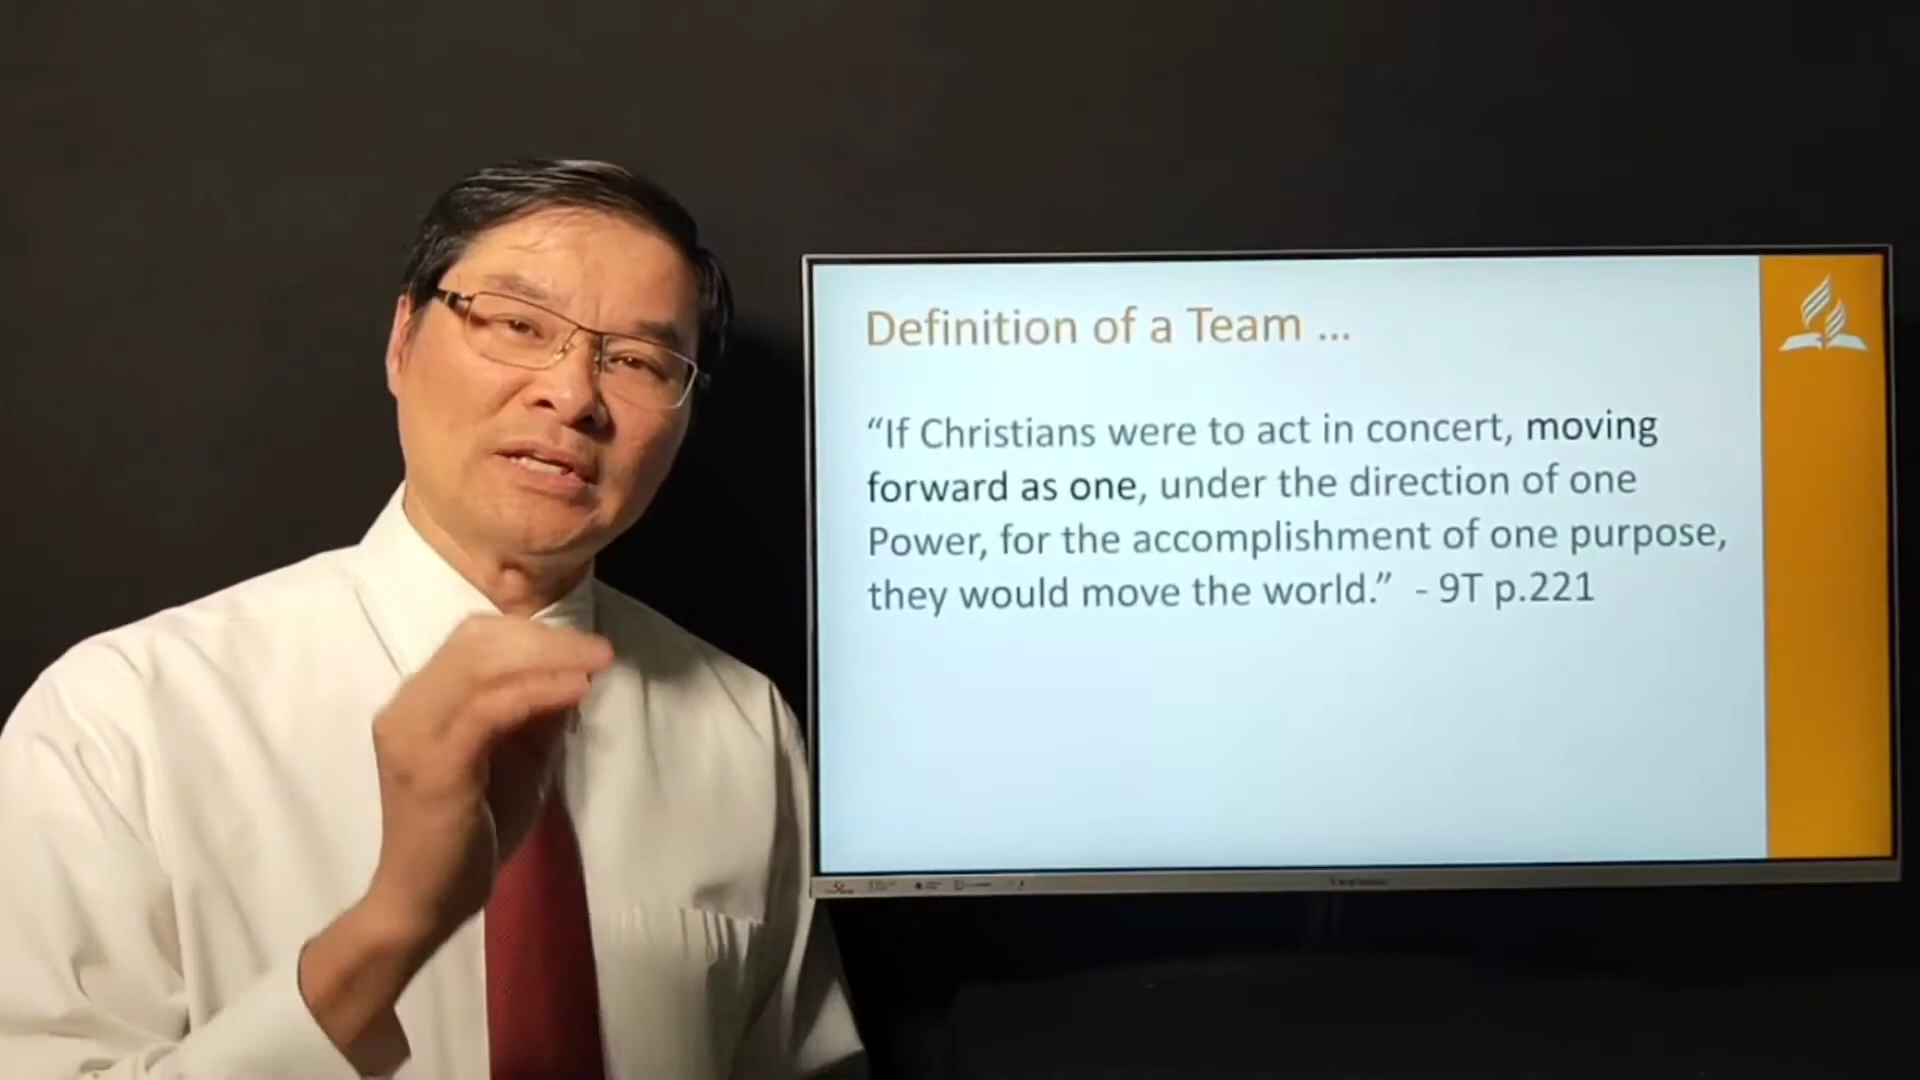 Definition of a Team ...
“If Christians were to act in concert, moving
forward as one, under the direction of one
Power, for the accomplishment of one purpose,
they would move the world.” - 9T p.221